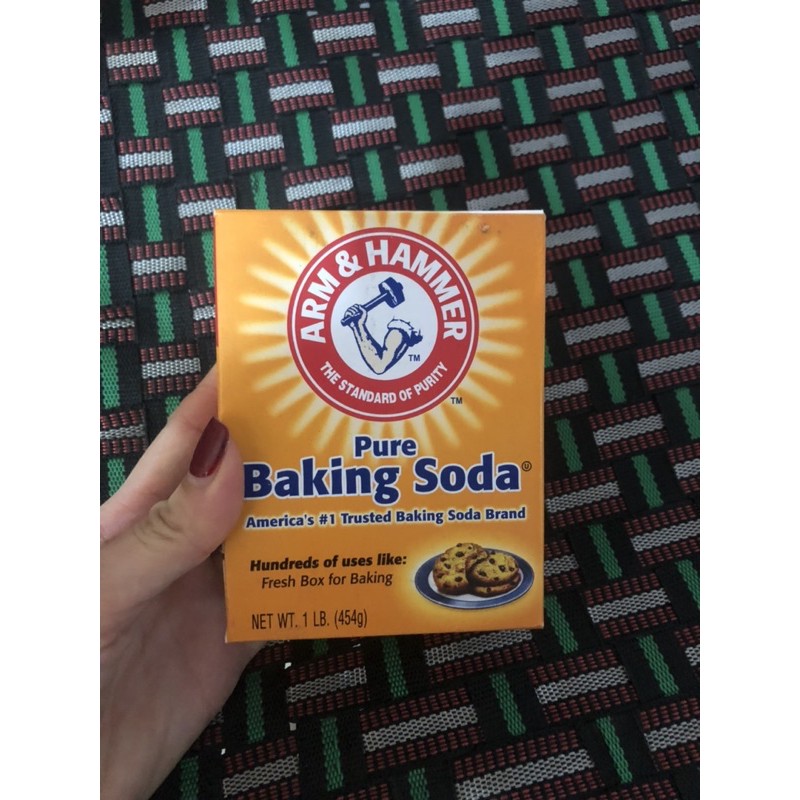 ARM & HAMMER
THE STANDARD OF PURITY
TM
TM
Pure
Baking Soda
U
America's #1 Trusted Baking Soda Brand
Hundreds of uses like:
Fresh Box for Baking
NET WT. 1 LB. (454g)